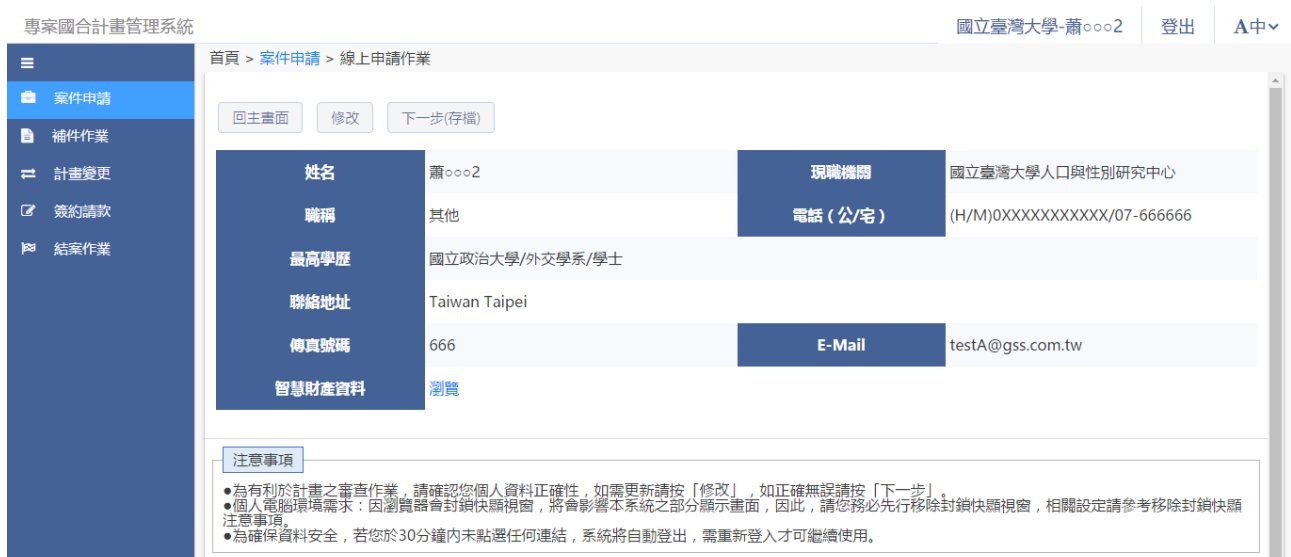 專案國合計畫管理系統
國立臺灣大學-蕭○○○2 登出 A中
首頁 > 案件申請 > 線上申請作業
案件申請
補件作業
計畫變更
簽約請款
結案作業
回主畫面 修改 下一步(存檔)
姓名 蕭○○○2 現職機關 國立臺灣大學人口與性別研究中心
職稱 其他 電話(公/宅) (H/M)0XXXXXXXXXXX/07-666666
最高學歷 國立政治大學/外交學系/學士
聯絡地址 Taiwan Taipei
傳真號碼 666 E-Mail testA@gss.com.tw
智慧財產資料 瀏覽
注意事項
●為有利於計畫之審查作業,請確認您個人資料正確性,如需更新請按「修改」,如正確無誤請按「下一步」。
●個人電腦環境需求:因瀏覽器會封鎖快顯視窗,將會影響本系統之部分顯示畫面,因此,請您務必先行移除封鎖快顯視窗,相關設定請參考移除封鎖快顯
注意事項。
●為確保資料安全,若您於30分鐘內未點選任何連結,系統將自動登出,需重新登入才可繼續使用。